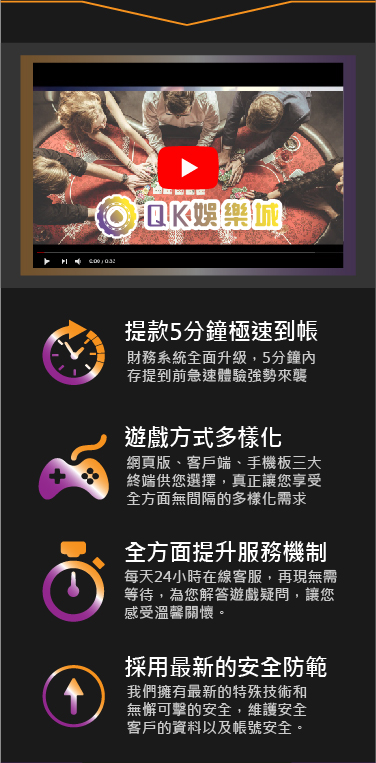 QK娛樂城
0:00 / 0:32
提款5分鐘極速到帳
財務系統全面升級，5分鐘內
存提到前急速體驗強勢來襲
遊戲方式多樣化
網頁版、客戶端、手機板三大
終端供您選擇，真正讓您享受
全方面無間隔的多樣化需求
全方面提升服務機制
每天24小時在線客服，再現無需
等待，為您解答遊戲疑問，讓您
感受溫馨關懷。
採用最新的安全防範
我們擁有最新的特殊技術和
無懈可擊的安全，維護安全
客戶的資料以及帳號安全。